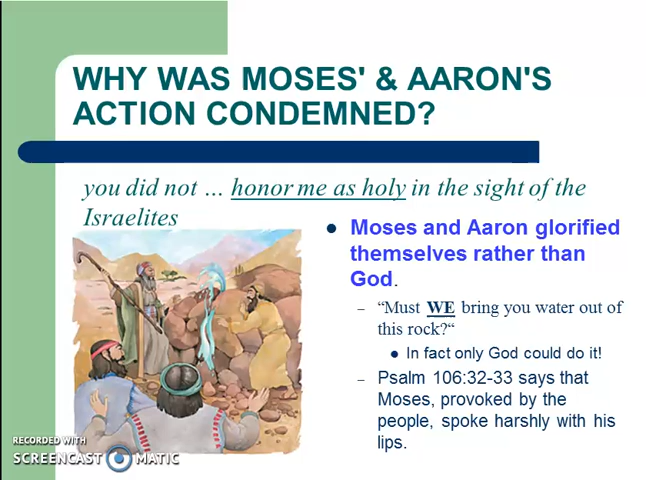 WHY WAS MOSES' & AARON'S
ACTION CONDEMNED?
you did not ... honor me as holy in the sight of the
Israelites
● Moses and Aaron glorified
themselves rather than
God.
– “Must WE bring you water out of
this rock?“
● In fact only God could do it!
– Psalm 106:32-33 says that
Moses, provoked by the
people, spoke harshly with his
lips.
RECORDED WITH
SCREENCAST MATIC